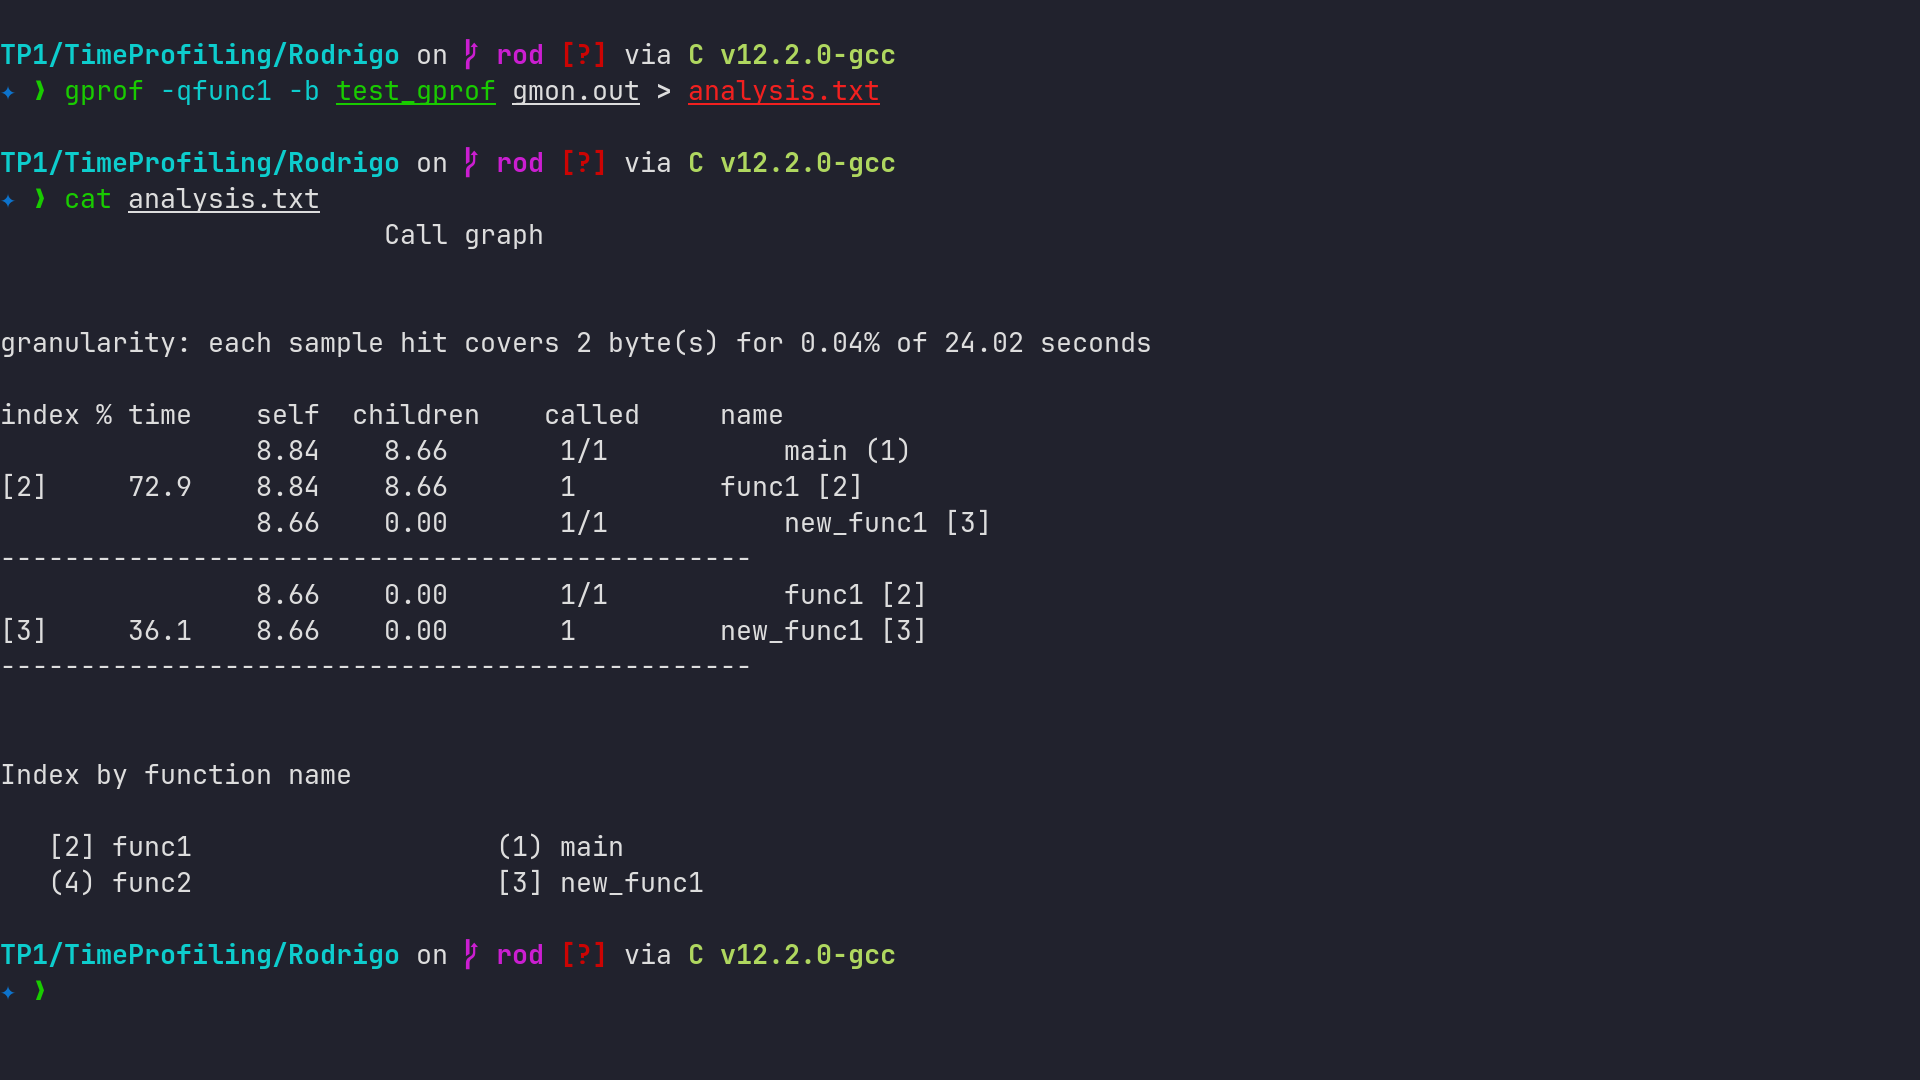 TP1/TimeProfiling/Rodrigo on rod [?] via C v12.2.0-gcc
✦ ❱ gprof -qfunc1 -b test_gprof gmon.out > analysis.txt
TP1/TimeProfiling/Rodrigo on rod [?] via C v12.2.0-gcc
✦ ❱ cat analysis.txt
Call graph
granularity: each sample hit covers 2 byte(s) for 0.04% of 24.02 seconds
index % time    self  children    called     name
                8.84    8.66       1/1           main (1)
[2]     72.9    8.84    8.66       1         func1 [2]
                8.66    0.00       1/1           new_func1 [3]
-----------------------------------------------
                8.66    0.00       1/1           func1 [2]
[3]     36.1    8.66    0.00       1         new_func1 [3]
-----------------------------------------------
Index by function name
   [2] func1                   (1) main
   (4) func2                   [3] new_func1
TP1/TimeProfiling/Rodrigo on rod [?] via C v12.2.0-gcc
✦ ❱